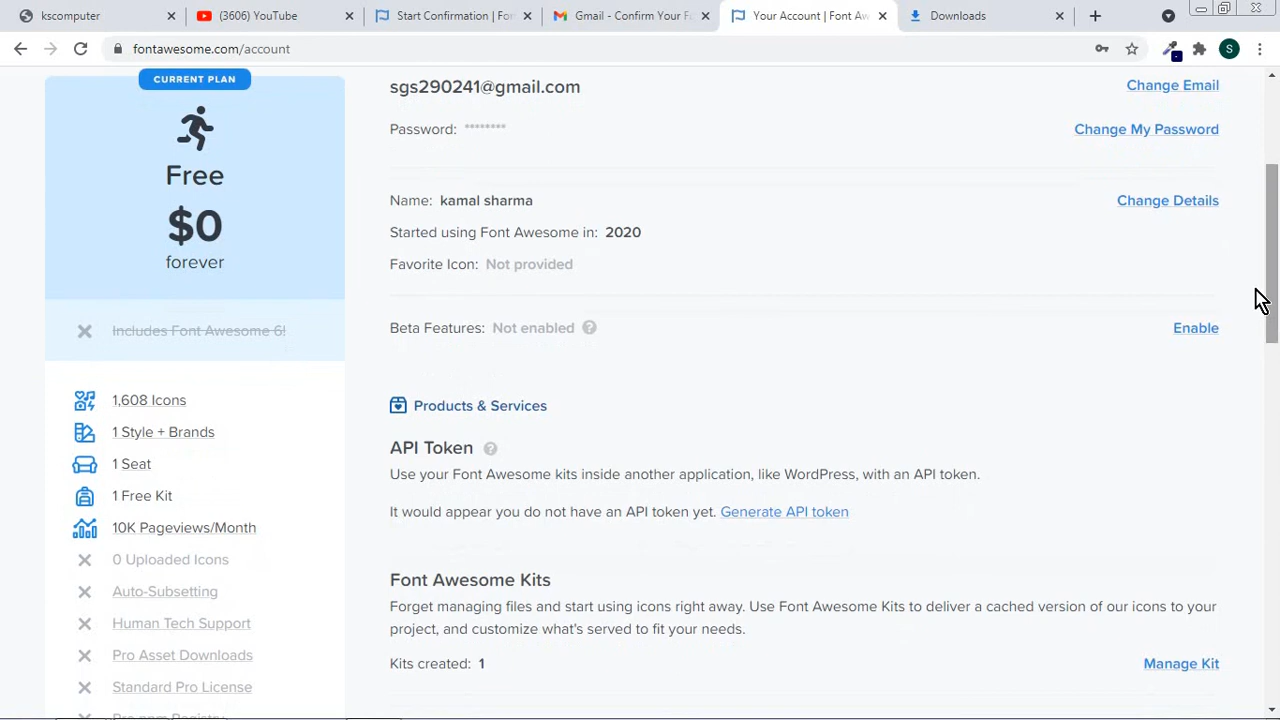 kscomputer
(3606) YouTube
Start Confirmation | Fo
Gmail - Confirm Your F
Your Account | Font Aw
Downloads
fontawesome.com/account
S
CURRENT PLAN
Free
$0
forever
Includes Font Awesome 6!
1,608 Icons
1 Style + Brands
1 Seat
1 Free Kit
10K Pageviews/Month
0 Uploaded Icons
Auto-Subsetting
Human Tech Support
Pro Asset Downloads
Standard Pro License
Pro npm Registry
sgs290241@gmail.com
Change Email
Password: ********
Change My Password
Name: kamal sharma
Change Details
Started using Font Awesome in: 2020
Favorite Icon: Not provided
Beta Features: Not enabled ?
Enable
Products & Services
API Token ?
Use your Font Awesome kits inside another application, like WordPress, with an API token.
It would appear you do not have an API token yet. Generate API token
Font Awesome Kits
Forget managing files and start using icons right away. Use Font Awesome Kits to deliver a cached version of our icons to your
project, and customize what's served to fit your needs.
Kits created: 1
Manage Kit